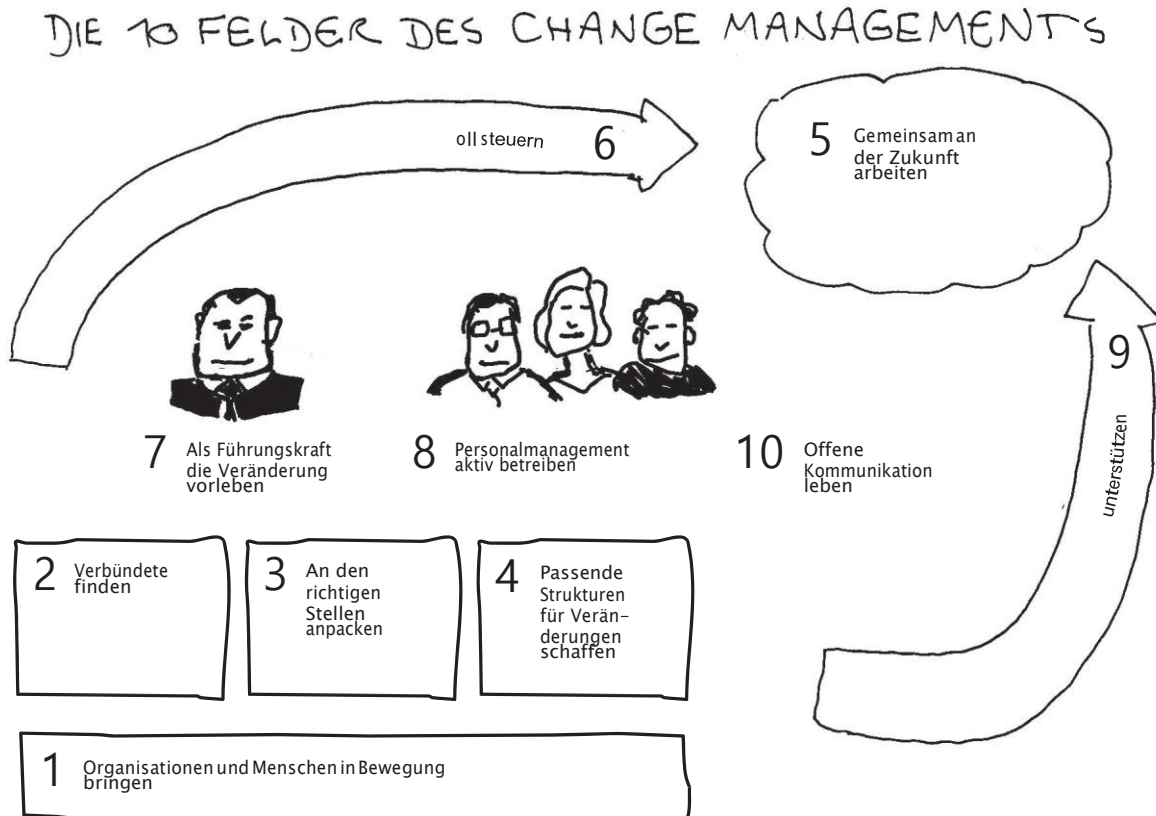 DIE 10 FELDER DES CHANGE MANAGEMENTS
oll steuern 6
5 Gemeinsam an
der Zukunft
arbeiten
9
unterstützen
7 Als Führungskraft
die Veränderung
vorleben
8 Personalmanagement
aktiv betreiben
10 Offene
Kommunikation
leben
2 Verbündete
finden
3 An den
richtigen
Stellen
anpacken
4 Passende
Strukturen
für Verän-
derungen
schaffen
1 Organisationen und Menschen in Bewegung
bringen